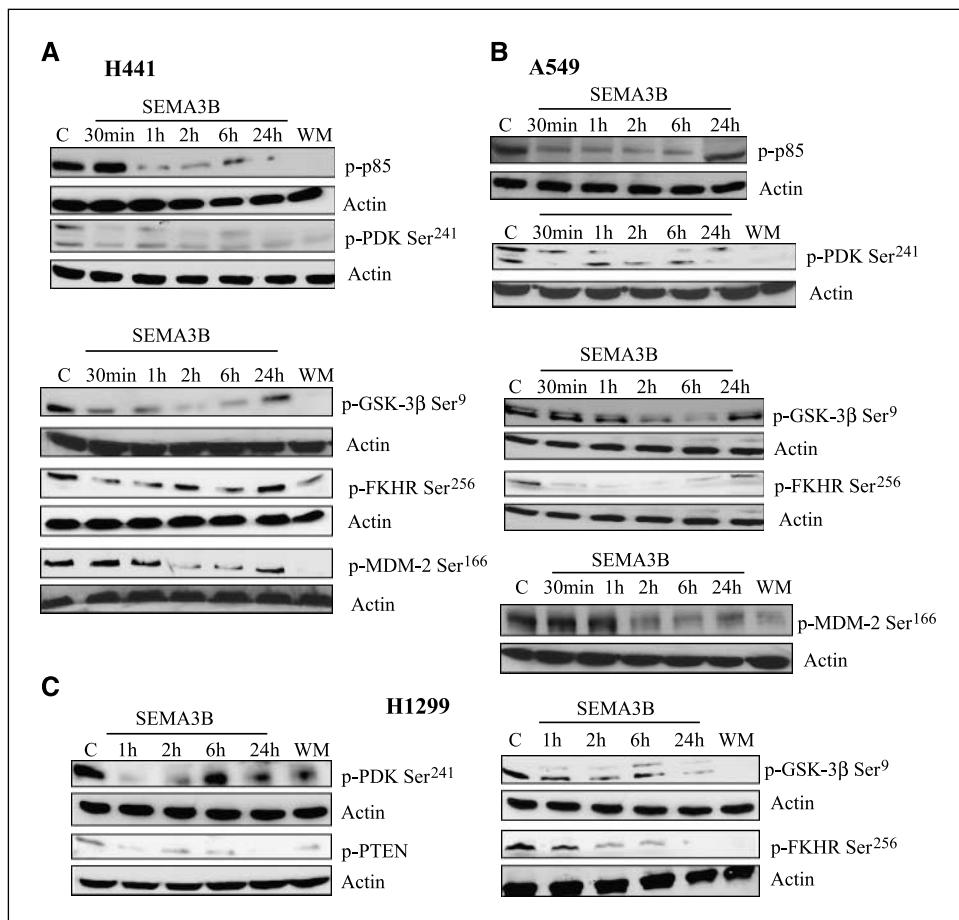 A
H441
SEMA3B
C 30min 1h 2h 6h 24h WM
p-p85
Actin
p-PDK Ser241
Actin
SEMA3B
C 30min 1h 2h 6h 24h WM
p-GSK-3β Ser9
Actin
p-FKHR Ser256
Actin
p-MDM-2 Ser166
Actin
B
A549
SEMA3B
C 30min 1h 2h 6h 24h
p-p85
Actin
C 30min 1h 2h 6h 24h WM
p-PDK Ser241
Actin
SEMA3B
C 30min 1h 2h 6h 24h
p-GSK-3β Ser9
Actin
p-FKHR Ser256
Actin
SEMA3B
C 30min 1h 2h 6h 24h WM
p-MDM-2 Ser166
Actin
C
H1299
SEMA3B
C 1h 2h 6h 24h WM
p-PDK Ser241
Actin
p-PTEN
Actin
SEMA3B
C 1h 2h 6h 24h WM
p-GSK-3β Ser9
Actin
p-FKHR Ser256
Actin